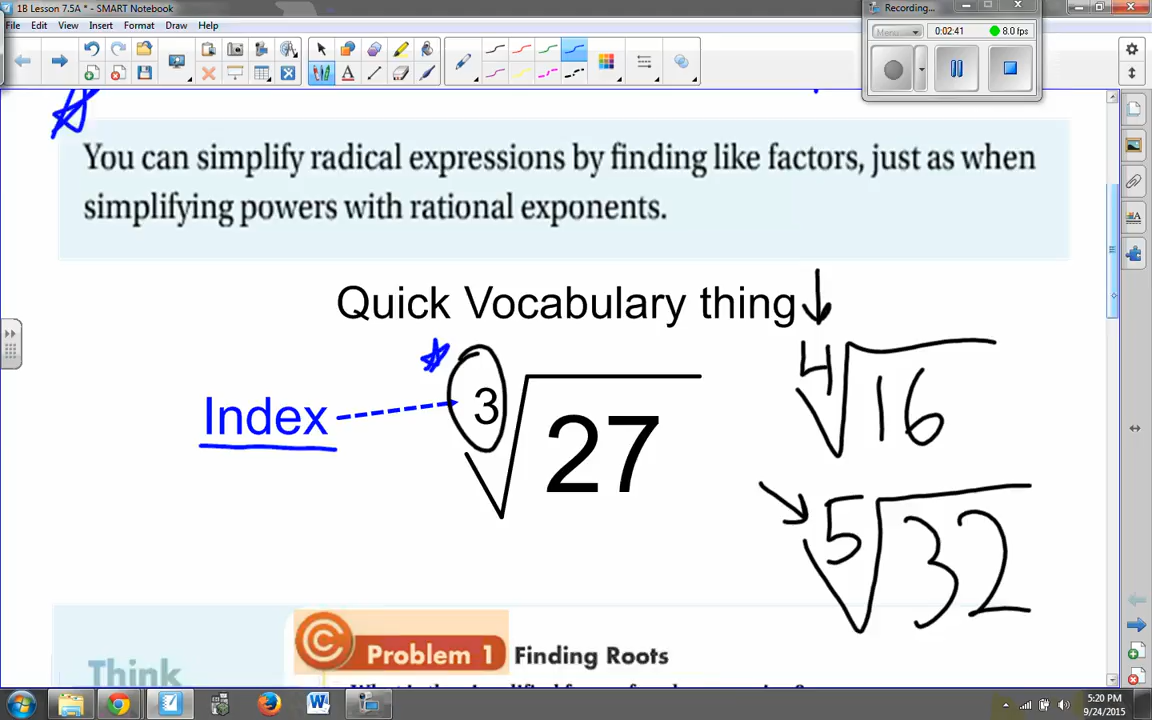 1B Lesson 7.5A * - SMART Notebook
Recording...
File Edit View Insert Format Draw Help
Menu 00:02:41 8.0 fps
You can simplify radical expressions by finding like factors, just as when
simplifying powers with rational exponents.
Quick Vocabulary thing
Index
3
27
4
16
5
32
Think
Problem 1 Finding Roots
5:20 PM
9/24/2015